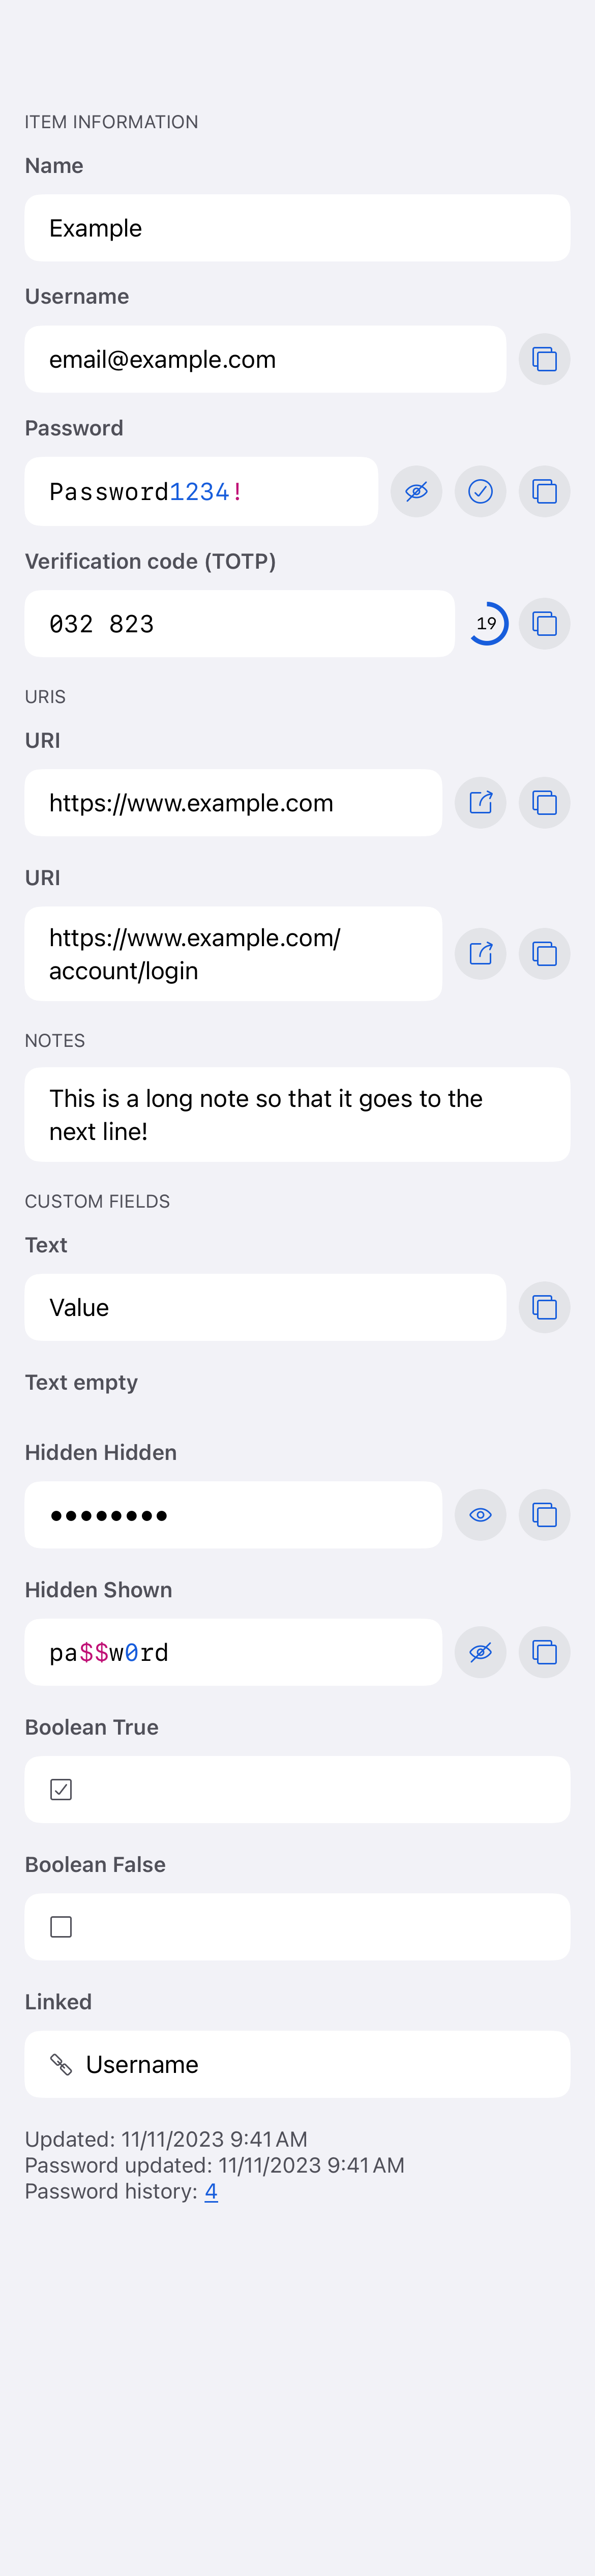 ITEM INFORMATION
Name
Example
Username
email@example.com
Password
Password1234!
Verification code (TOTP)
032 823
19
URIS
URI
https://www.example.com
URI
https://www.example.com/
account/login
NOTES
This is a long note so that it goes to the
next line!
CUSTOM FIELDS
Text
Value
Text empty
Hidden Hidden
••••••••
Hidden Shown
pa$$w0rd
Boolean True
Boolean False
Linked
Username
Updated: 11/11/2023 9:41 AM
Password updated: 11/11/2023 9:41 AM
Password history: 4